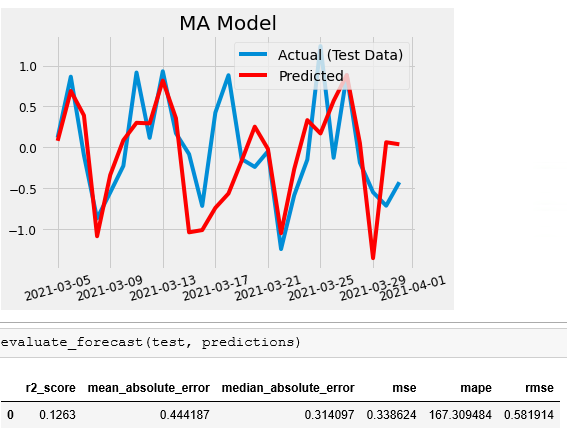 MA Model
Actual (Test Data)
Predicted
1.0
0.5
0.0
−0.5
−1.0
2021-03-05 2021-03-09 2021-03-13 2021-03-17 2021-03-21 2021-03-25 2021-03-29 2021-04-01
evaluate_forecast(test, predictions)
r2_score mean_absolute_error median_absolute_error mse mape rmse
0 0.1263 0.444187 0.314097 0.338624 167.309484 0.581914